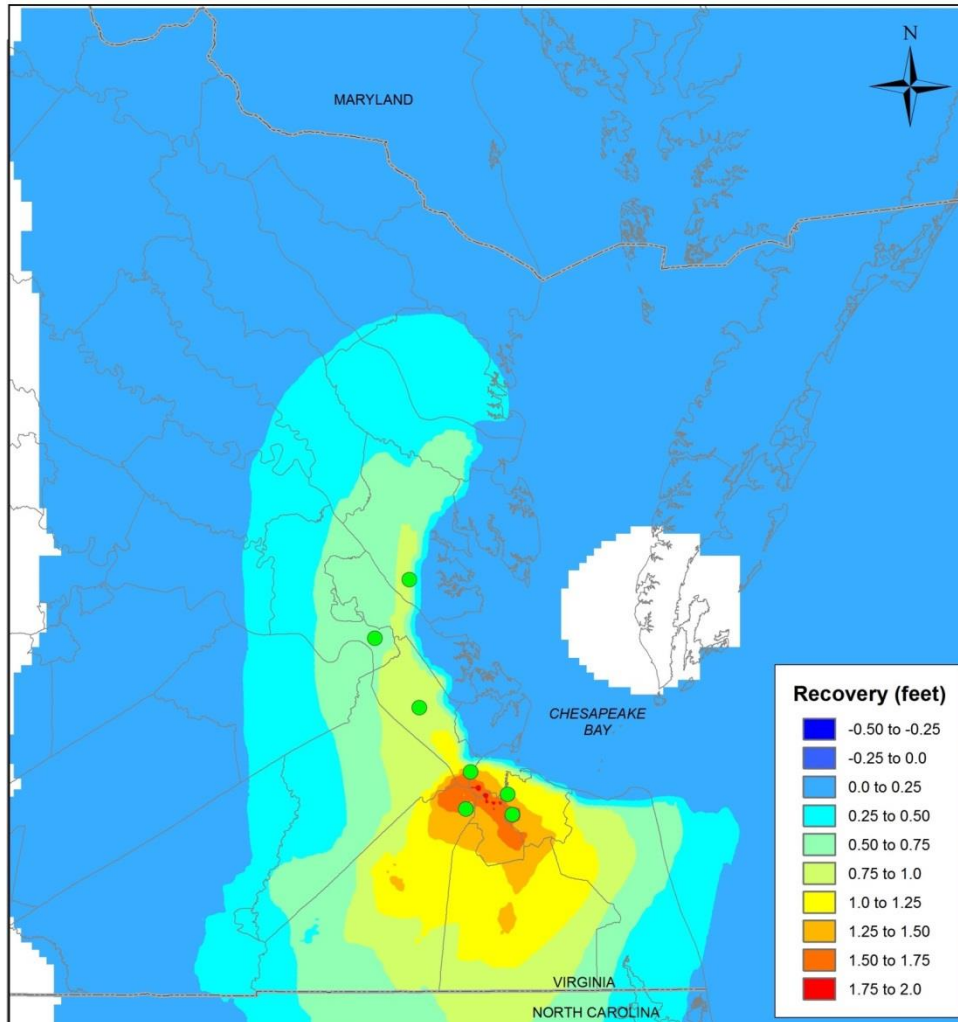 N
MARYLAND
CHESAPEAKE
BAY
Recovery (feet)
-0.50 to -0.25
-0.25 to 0.0
0.0 to 0.25
0.25 to 0.50
0.50 to 0.75
0.75 to 1.0
1.0 to 1.25
1.25 to 1.50
1.50 to 1.75
1.75 to 2.0
VIRGINIA
NORTH CAROLINA